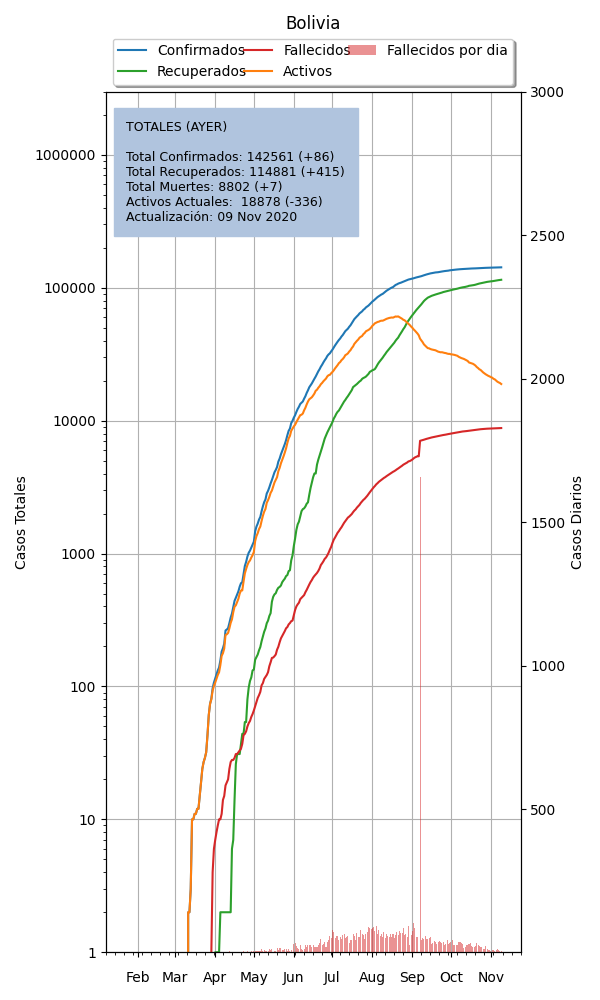 Bolivia
Confirmados Fallecidos Fallecidos por dia
Recuperados Activos
TOTALES (AYER)
Total Confirmados: 142561 (+86)
Total Recuperados: 114881 (+415)
Total Muertes: 8802 (+7)
Activos Actuales:  18878 (-336)
Actualización: 09 Nov 2020
Casos Totales
1000000
100000
10000
1000
100
10
1
3000
2500
2000
1500
1000
500
Casos Diarios
Feb Mar Apr May Jun Jul Aug Sep Oct Nov